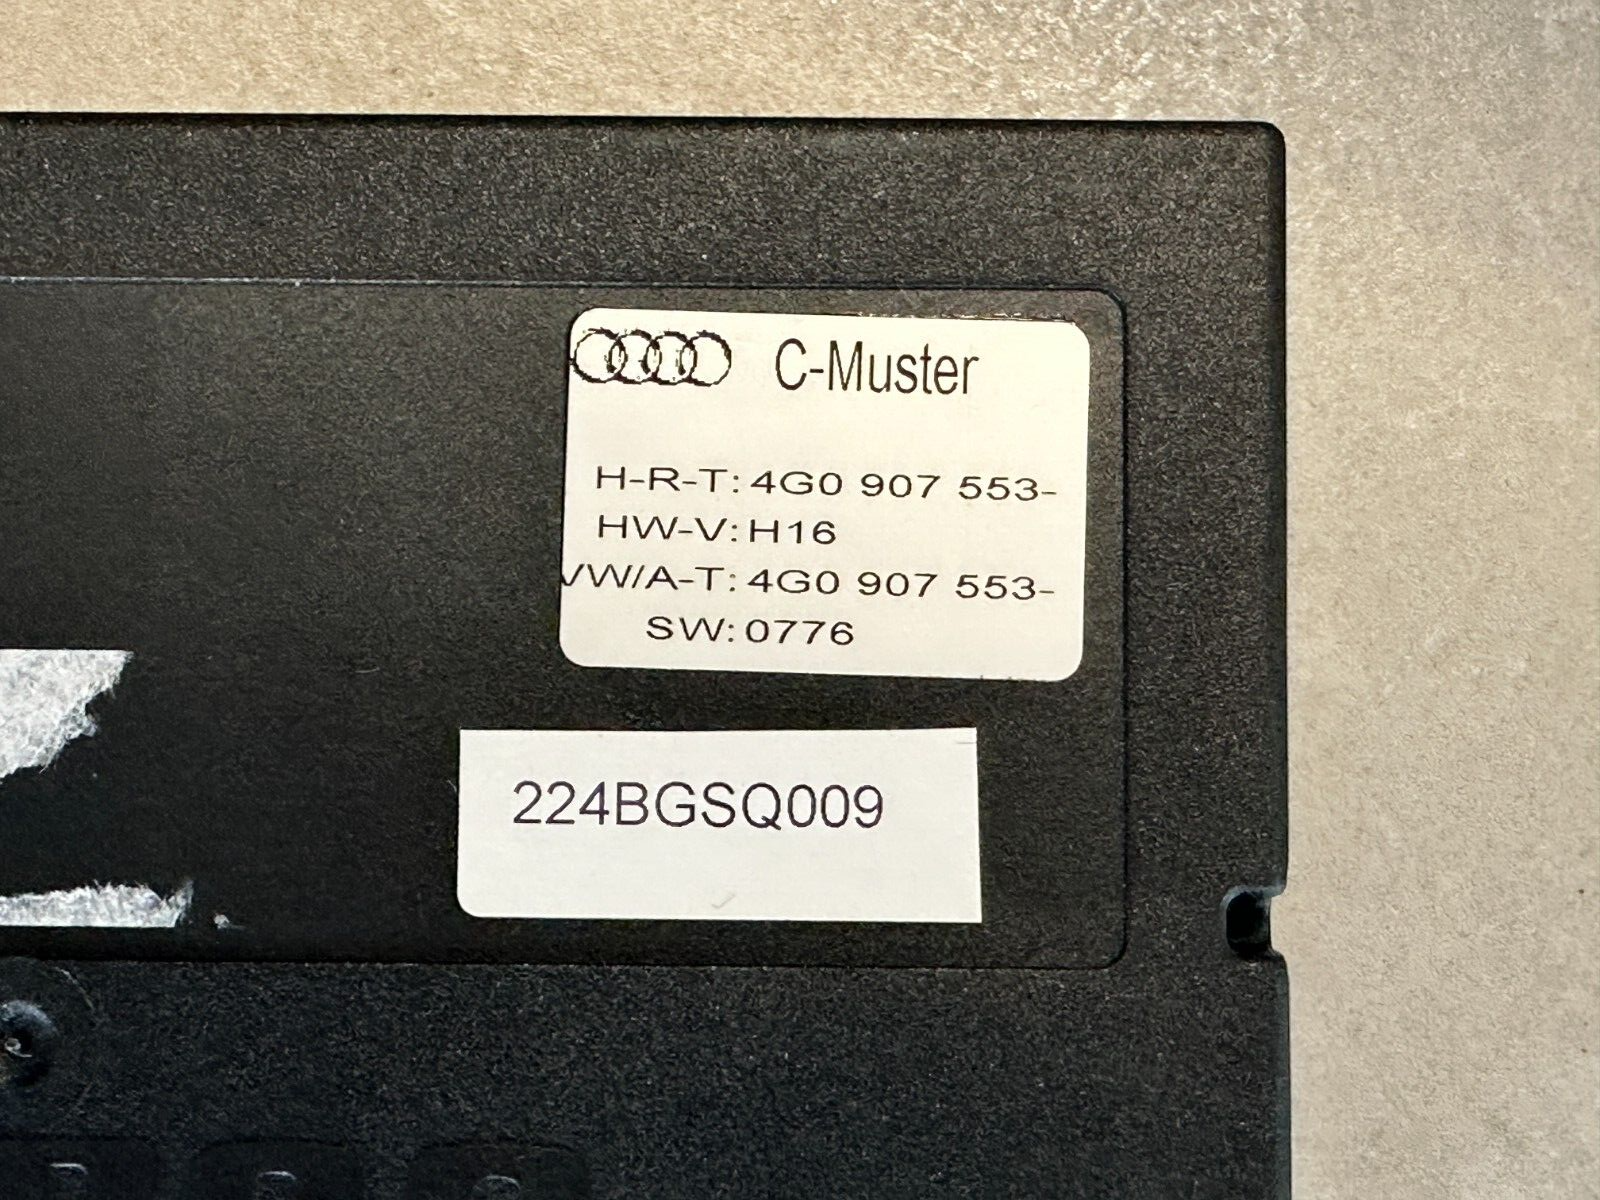 C-Muster
H-R-T: 4G0 907 553-
HW-V: H16
VW/A-T: 4G0 907 553-
SW: 0776
224BGSQ009